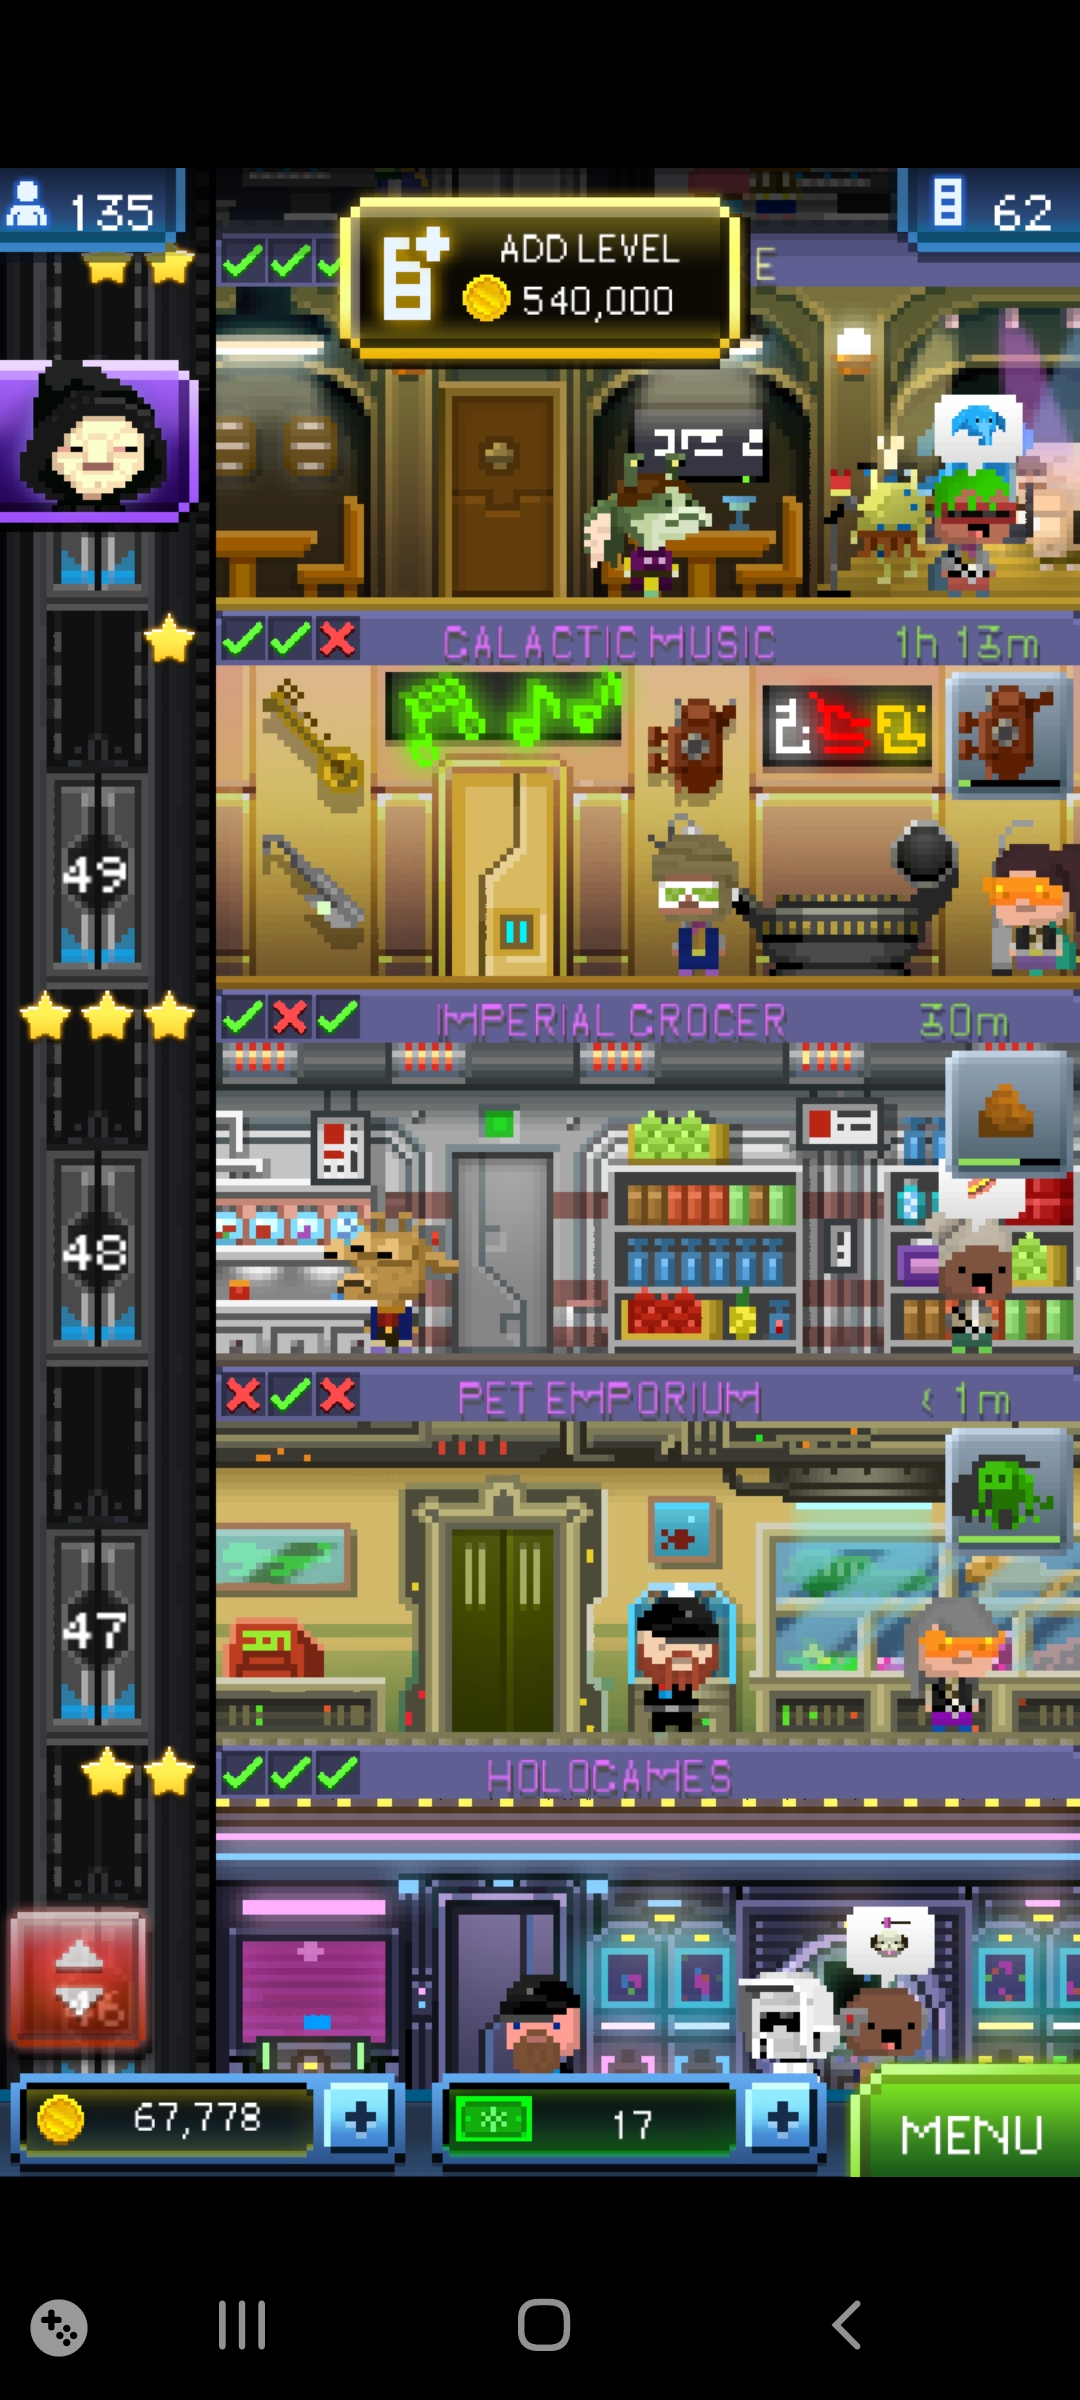 135
62
ADD LEVEL
540,000
E
GALACTIC MUSIC
1h 13m
49
IMPERIAL GROCER
30m
48
PET EMPORIUM
< 1m
47
HOLOGAMES
46
67,778
17
MENU